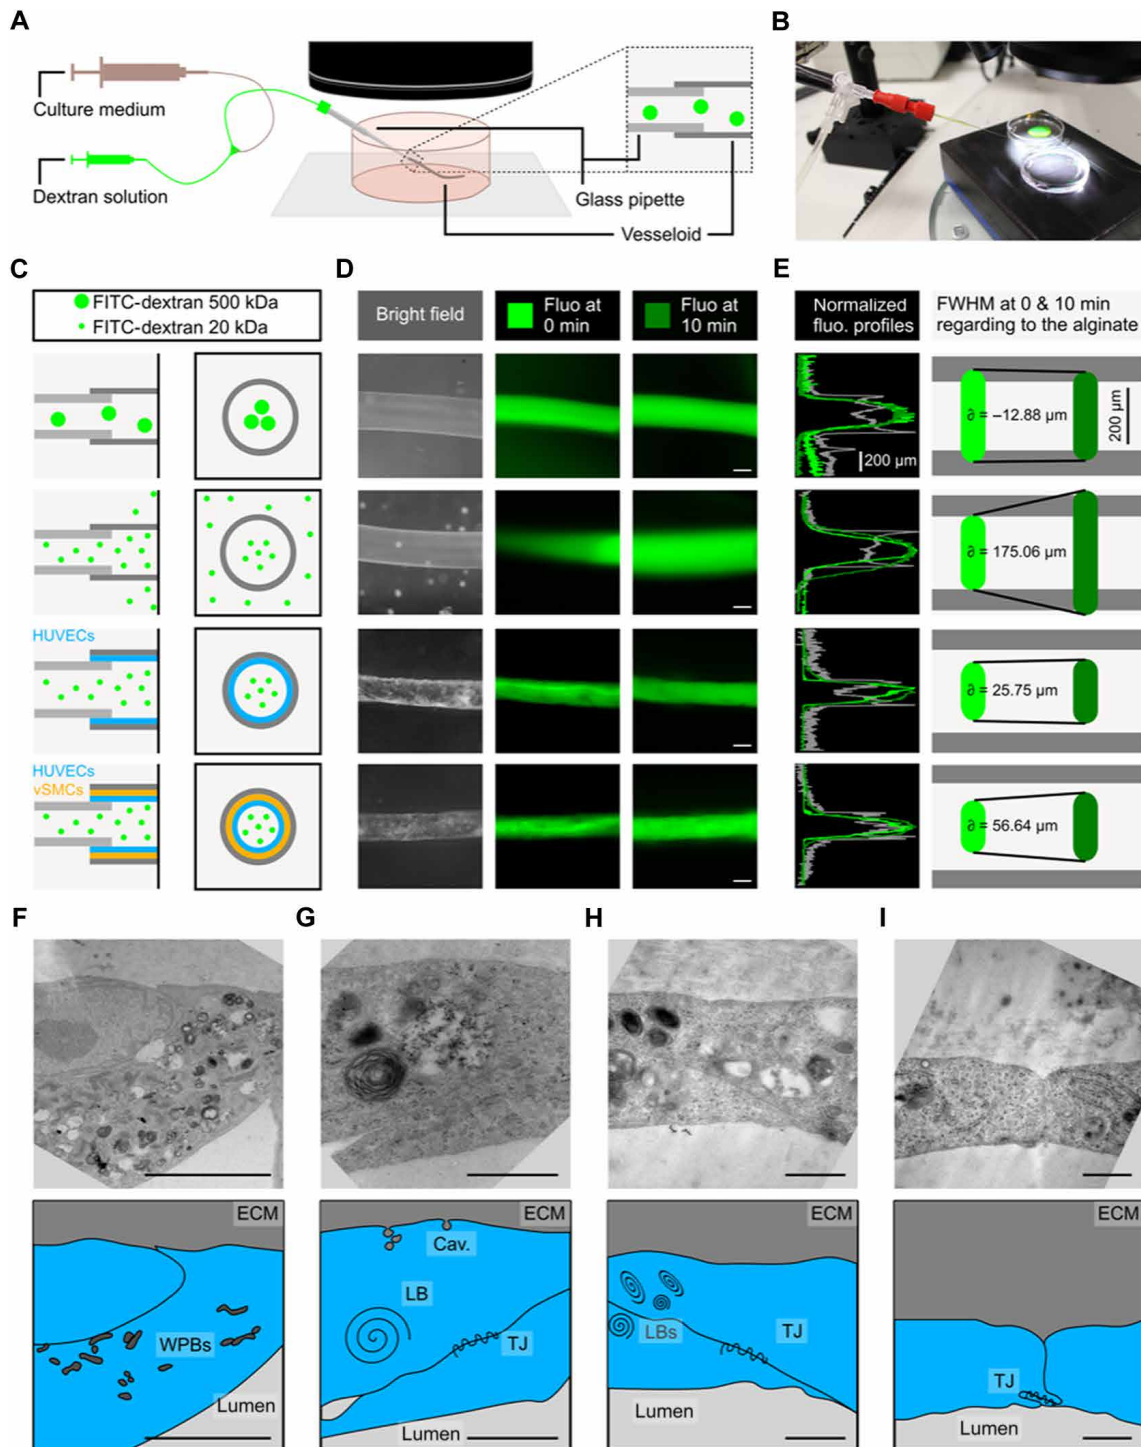 A
Culture medium
Dextran solution
Glass pipette
Vesseloid
B
C
FITC-dextran 500 kDa
FITC-dextran 20 kDa
HUVECs
HUVECs
vSMCs
D
Bright field
Fluo at
0 min
Fluo at
10 min
E
Normalized
fluo. profiles
FWHM at 0 & 10 min
regarding to the alginate
200 μm
∂ = −12.88 μm
200 μm
∂ = 175.06 μm
∂ = 25.75 μm
∂ = 56.64 μm
F
ECM
WPBs
Lumen
G
ECM
Cav.
LB
TJ
Lumen
H
ECM
LBs
TJ
Lumen
I
ECM
TJ
Lumen